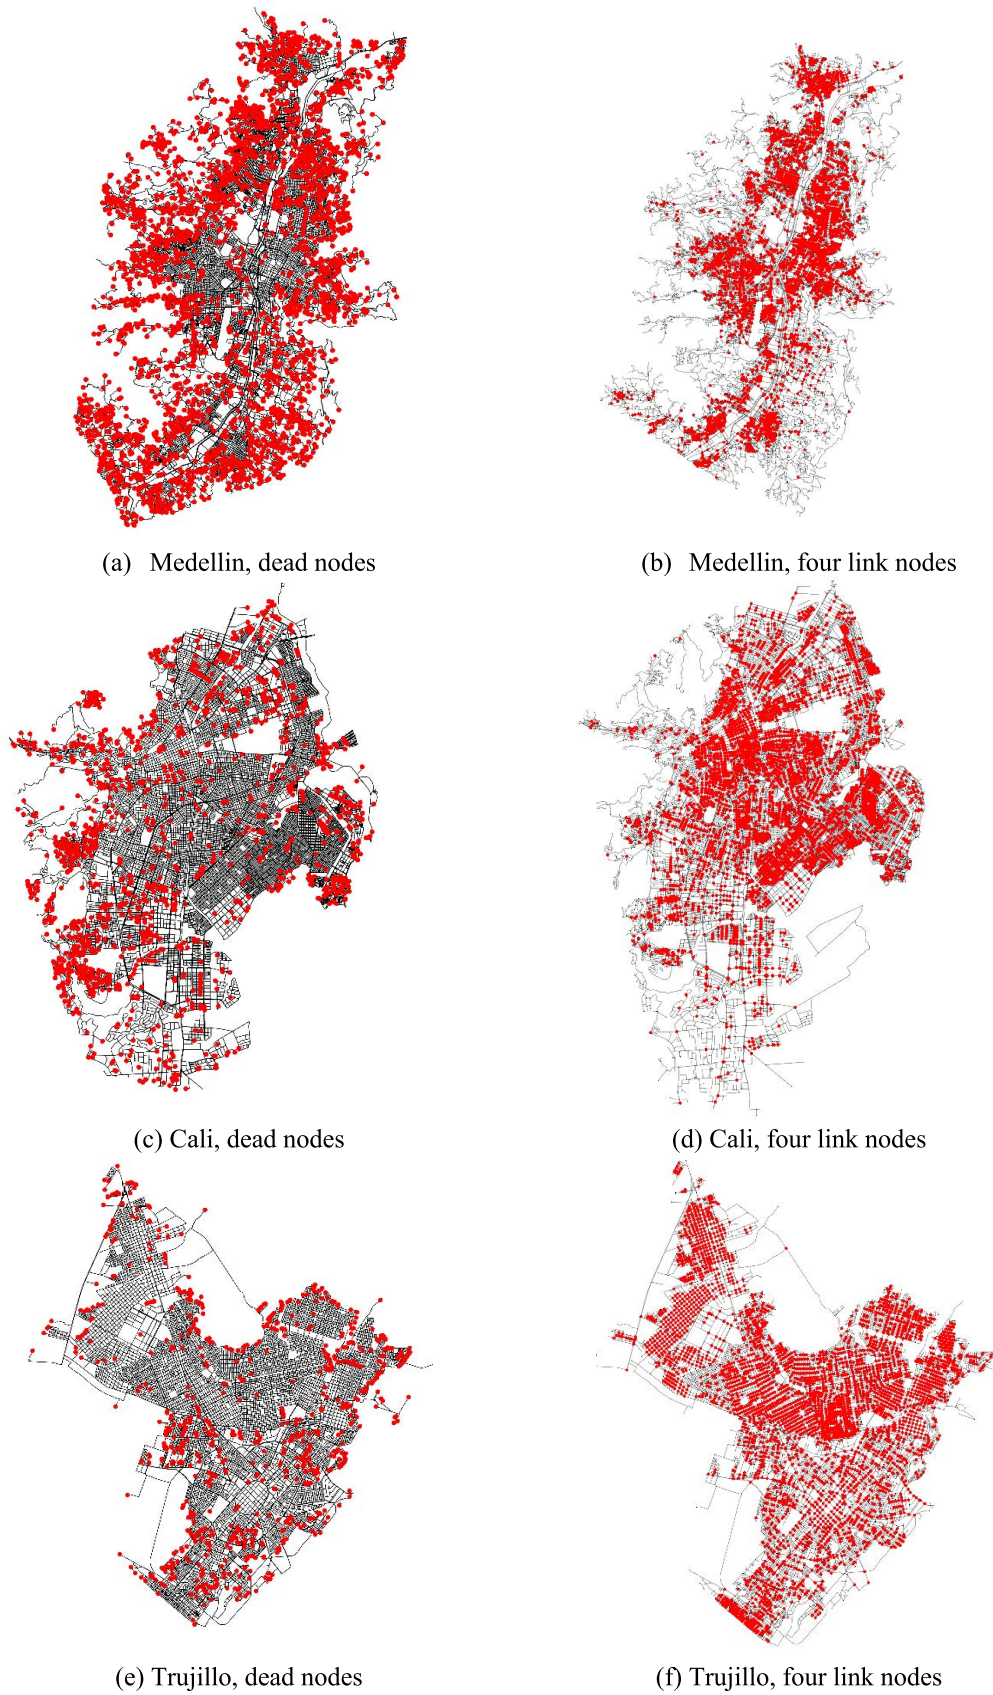 (a) Medellin, dead nodes
(b) Medellin, four link nodes
(c) Cali, dead nodes
(d) Cali, four link nodes
(e) Trujillo, dead nodes
(f) Trujillo, four link nodes